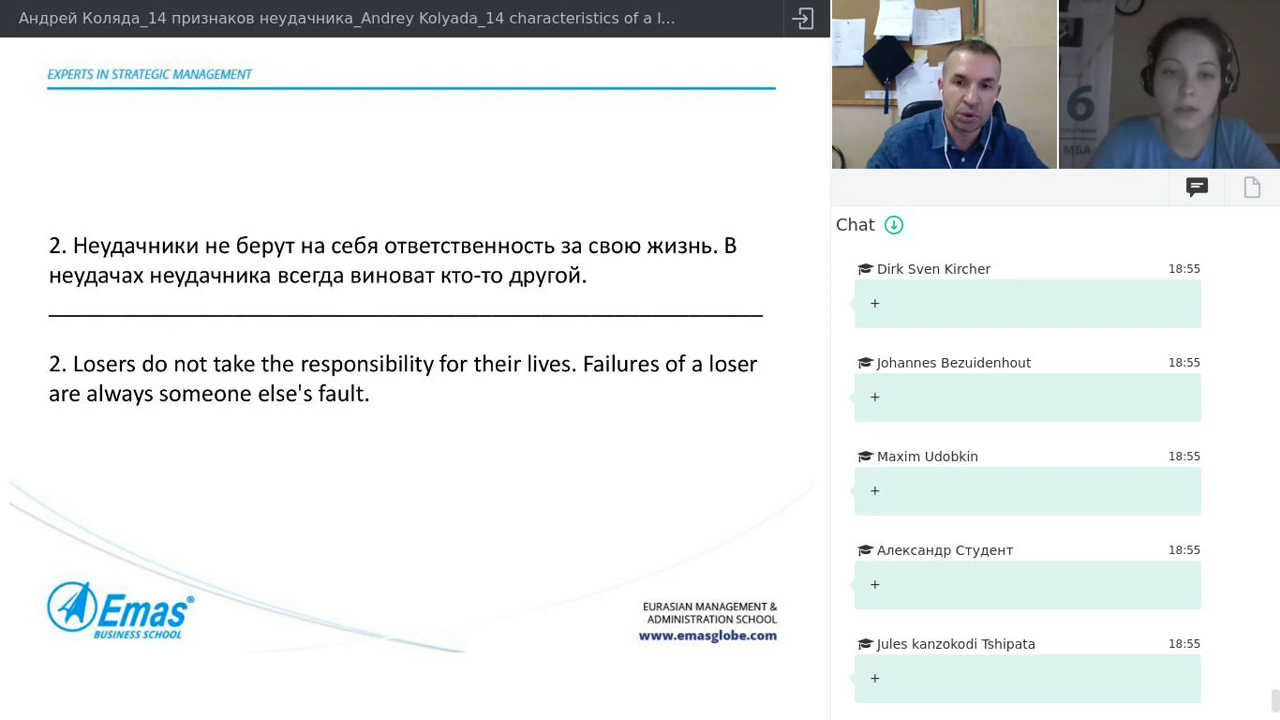 Андрей Коляда_14 признаков неудачника_Andrey Kolyada_14 characteristics of a l...
EXPERTS IN STRATEGIC MANAGEMENT
2. Неудачники не берут на себя ответственность за свою жизнь. В
неудачах неудачника всегда виноват кто-то другой.
2. Losers do not take the responsibility for their lives. Failures of a loser
are always someone else's fault.
Emas®
BUSINESS SCHOOL
EURASIAN MANAGEMENT &
ADMINISTRATION SCHOOL
www.emasglobe.com
6
МБА
Chat
Dirk Sven Kircher 18:55
+
Johannes Bezuidenhout 18:55
+
Maxim Udobkin 18:55
+
Александр Студент 18:55
+
Jules kanzokodi Tshipata 18:55
+